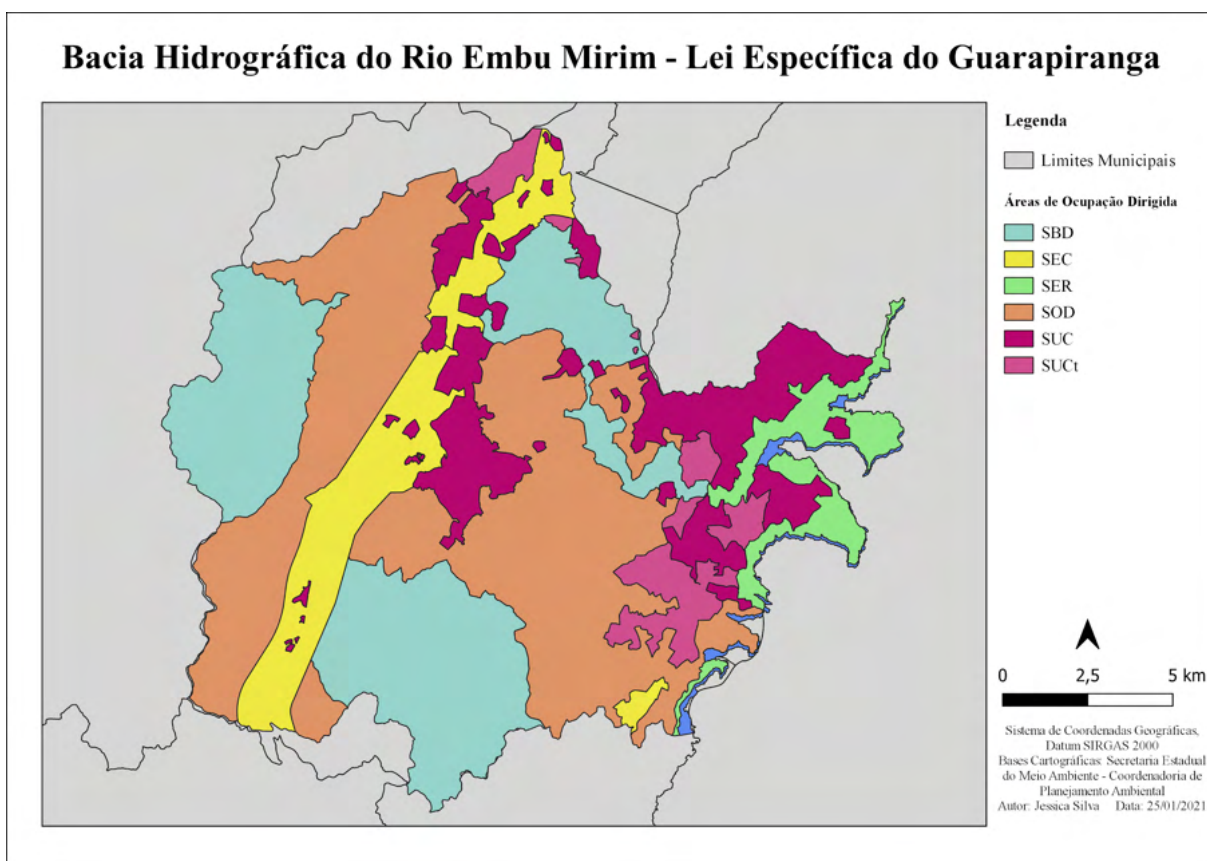 Bacia Hidrográfica do Rio Embu Mirim - Lei Específica do Guarapiranga
Legenda
Limites Municipais
Áreas de Ocupação Dirigida
SBD
SEC
SER
SOD
SUC
SUCt
0 2,5 5 km
Sistema de Coordenadas Geográficas,
Datum SIRGAS 2000
Bases Cartográficas: Secretaria Estadual
do Meio Ambiente - Coordenadoria de
Planejamento Ambiental
Autor: Jessica Silva Data: 25/01/2021